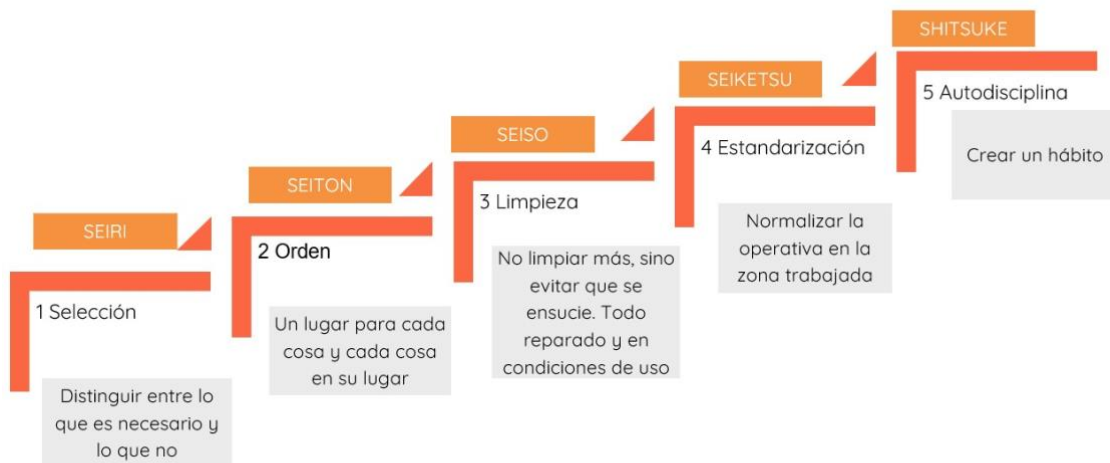 SEIRI
1 Selección
Distinguir entre lo
que es necesario y
lo que no
SEITON
2 Orden
Un lugar para cada
cosa y cada cosa
en su lugar
SEISO
3 Limpieza
No limpiar más, sino
evitar que se
ensucie. Todo
reparado y en
condiciones de uso
SEIKETSU
4 Estandarización
Normalizar la
operativa en la
zona trabajada
SHITSUKE
5 Autodisciplina
Crear un hábito